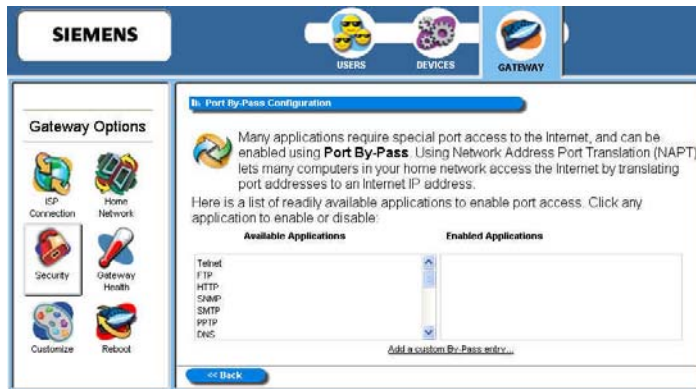 SIEMENS
USERS
DEVICES
GATEWAY
Gateway Options
ISP Connection
Home Network
Security
Gateway Health
Customize
Reboot
Port By-Pass Configuration
Many applications require special port access to the Internet, and can be
enabled using Port By-Pass. Using Network Address Port Translation (NAPT)
lets many computers in your home network access the Internet by translating
port addresses to an Internet IP address.
Here is a list of readily available applications to enable port access. Click any
application to enable or disable:
Available Applications
Enabled Applications
Telnet
FTP
HTTP
SNMP
SMTP
PPTP
DNS
Add a custom By-Pass entry...
<< Back